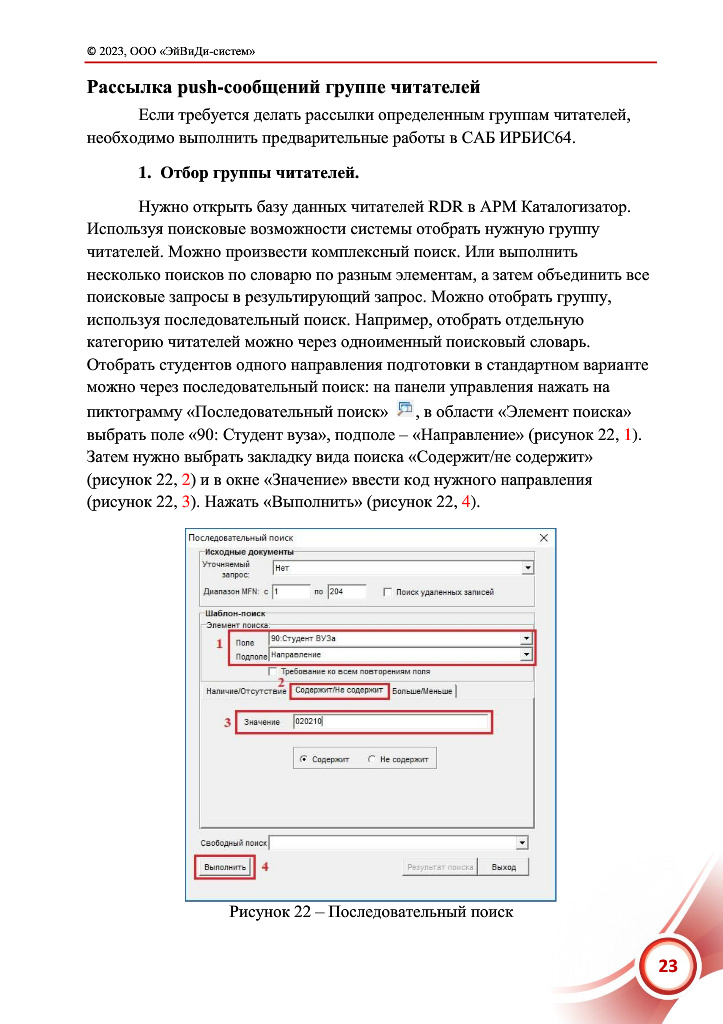 © 2023, ООО «ЭйВиДи-систем»
Рассылка push-сообщений группе читателей
Если требуется делать рассылки определенным группам читателей,
необходимо выполнить предварительные работы в САБ ИРБИС64.
1. Отбор группы читателей.
Нужно открыть базу данных читателей RDR в АРМ Каталогизатор.
Используя поисковые возможности системы отобрать нужную группу
читателей. Можно произвести комплексный поиск. Или выполнить
несколько поисков по словарю по разным элементам, а затем объединить все
поисковые запросы в результирующий запрос. Можно отобрать группу,
используя последовательный поиск. Например, отобрать отдельную
категорию читателей можно через одноименный поисковый словарь.
Отобрать студентов одного направления подготовки в стандартном варианте
можно через последовательный поиск: на панели управления нажать на
пиктограмму «Последовательный поиск» , в области «Элемент поиска»
выбрать поле «90: Студент вуза», подполе – «Направление» (рисунок 22, 1).
Затем нужно выбрать закладку вида поиска «Содержит/не содержит»
(рисунок 22, 2) и в окне «Значение» ввести код нужного направления
(рисунок 22, 3). Нажать «Выполнить» (рисунок 22, 4).
Последовательный поиск
Исходные документы
Уточняемый запрос: Нет
Диапазон MFN: с 1 по 204 Поиск удаленных записей
Шаблон-поиск
Элемент поиска:
1 Поле 90:Студент ВУЗа
Подполе Направление
Требование ко всем повторениям поля
2
Наличие/Отсутствие Содержит/Не содержит Больше/Меньше
3 Значение 020210
Содержит Не содержит
Свободный поиск
Выполнить 4 Результат поиска Выход
Рисунок 22 – Последовательный поиск
23